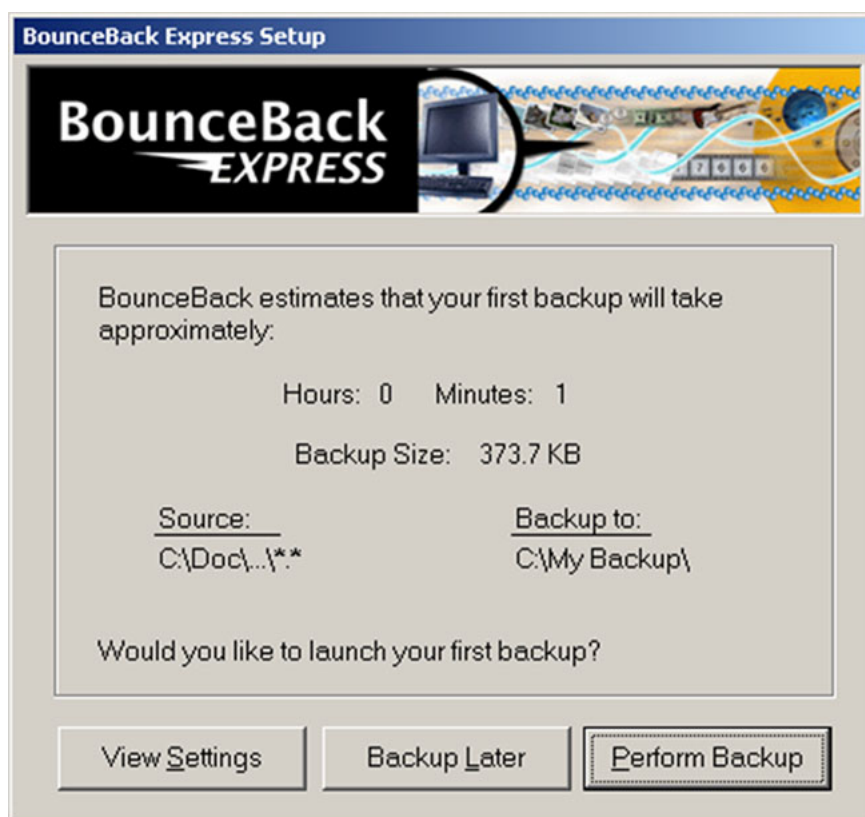 BounceBack Express Setup
BounceBack
EXPRESS
BounceBack estimates that your first backup will take
approximately:
Hours: 0 Minutes: 1
Backup Size: 373.7 KB
Source: Backup to:
C:\Doc\...\*.* C:\My Backup\
Would you like to launch your first backup?
View Settings Backup Later Perform Backup